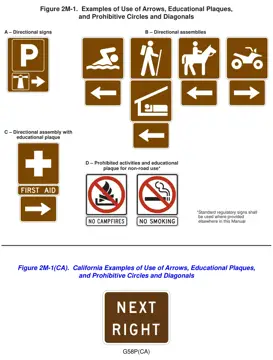 Figure 2M-1. Examples of Use of Arrows, Educational Plaques,
and Prohibitive Circles and Diagonals
A – Directional signs
B – Directional assemblies
P
C – Directional assembly with
educational plaque
FIRST AID
D – Prohibited activities and educational
plaque for non-road use*
NO CAMPFIRES
NO SMOKING
*Standard regulatory signs shall
be used where provided
elsewhere in this Manual
Figure 2M-1(CA). California Examples of Use of Arrows, Educational Plaques,
and Prohibitive Circles and Diagonals
NEXT
RIGHT
G58P(CA)